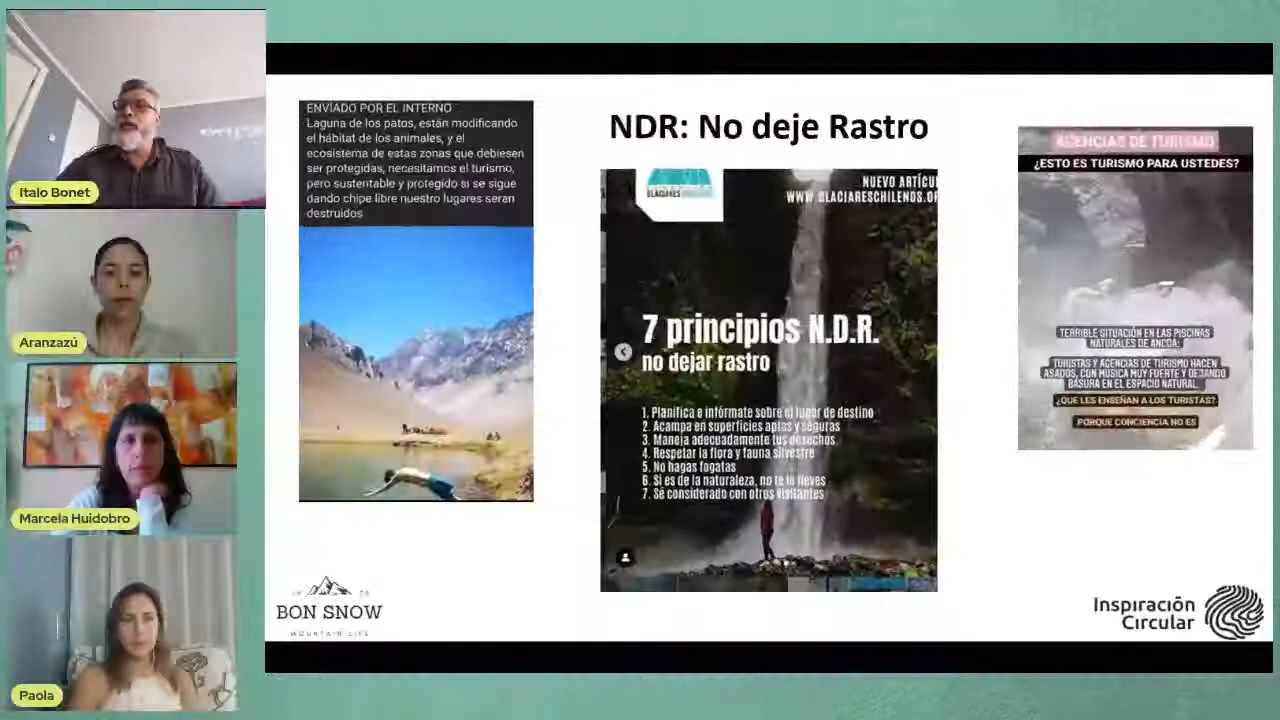 Italo Bonet
Aranzazú
Marcela Huidobro
Paola
ENVIADO POR EL INTERNO
Laguna de los patos, están modificando
el hábitat de los animales, y el
ecosistema de estas zonas que debiesen
ser protegidas, necesitamos el turismo,
pero sustentable y protegido si se sigue
dando chipe libre nuestro lugares seran
destruidos
NDR: No deje Rastro
GLACIARES
NUEVO ARTÍCU
WWW.GLACIARESCHILENOS.OR
7 principios N.D.R.
no dejar rastro
1. Planifica e infórmate sobre el lugar de destino
2. Acampa en superficies aptas y seguras
3. Maneja adecuadamente tus desechos
4. Respetar la flora y fauna silvestre
5. No hagas fogatas
6. Si es de la naturaleza, no te lo lleves
7. Sé considerado con otros visitantes
AGENCIAS DE TURISMO
¿ESTO ES TURISMO PARA USTEDES?
TERRIBLE SITUACIÓN EN LAS PISCINAS
NATURALES DE ANCOA:
TURISTAS Y AGENCIAS DE TURISMO HACEN
ASADOS, CON MÚSICA MUY FUERTE Y DEJANDO
BASURA EN EL ESPACIO NATURAL.
¿QUE LES ENSEÑAN A LOS TURISTAS?
PORQUE CONCIENCIA NO ES
BON SNOW
MOUNTAIN LIFE
Inspiración
Circular